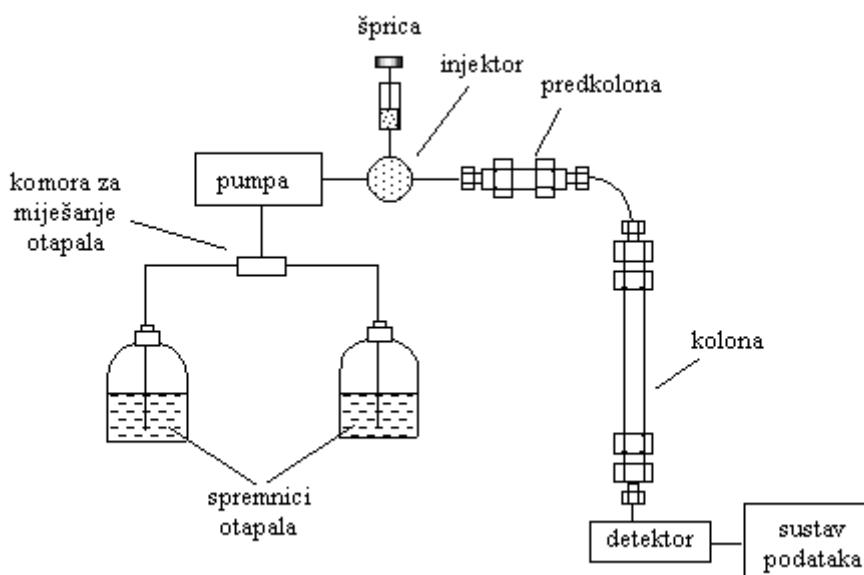 šprica
injektor
predkolona
pumpa
komora za
miješanje
otapala
kolona
spremnici
otapala
detektor
sustav
podataka